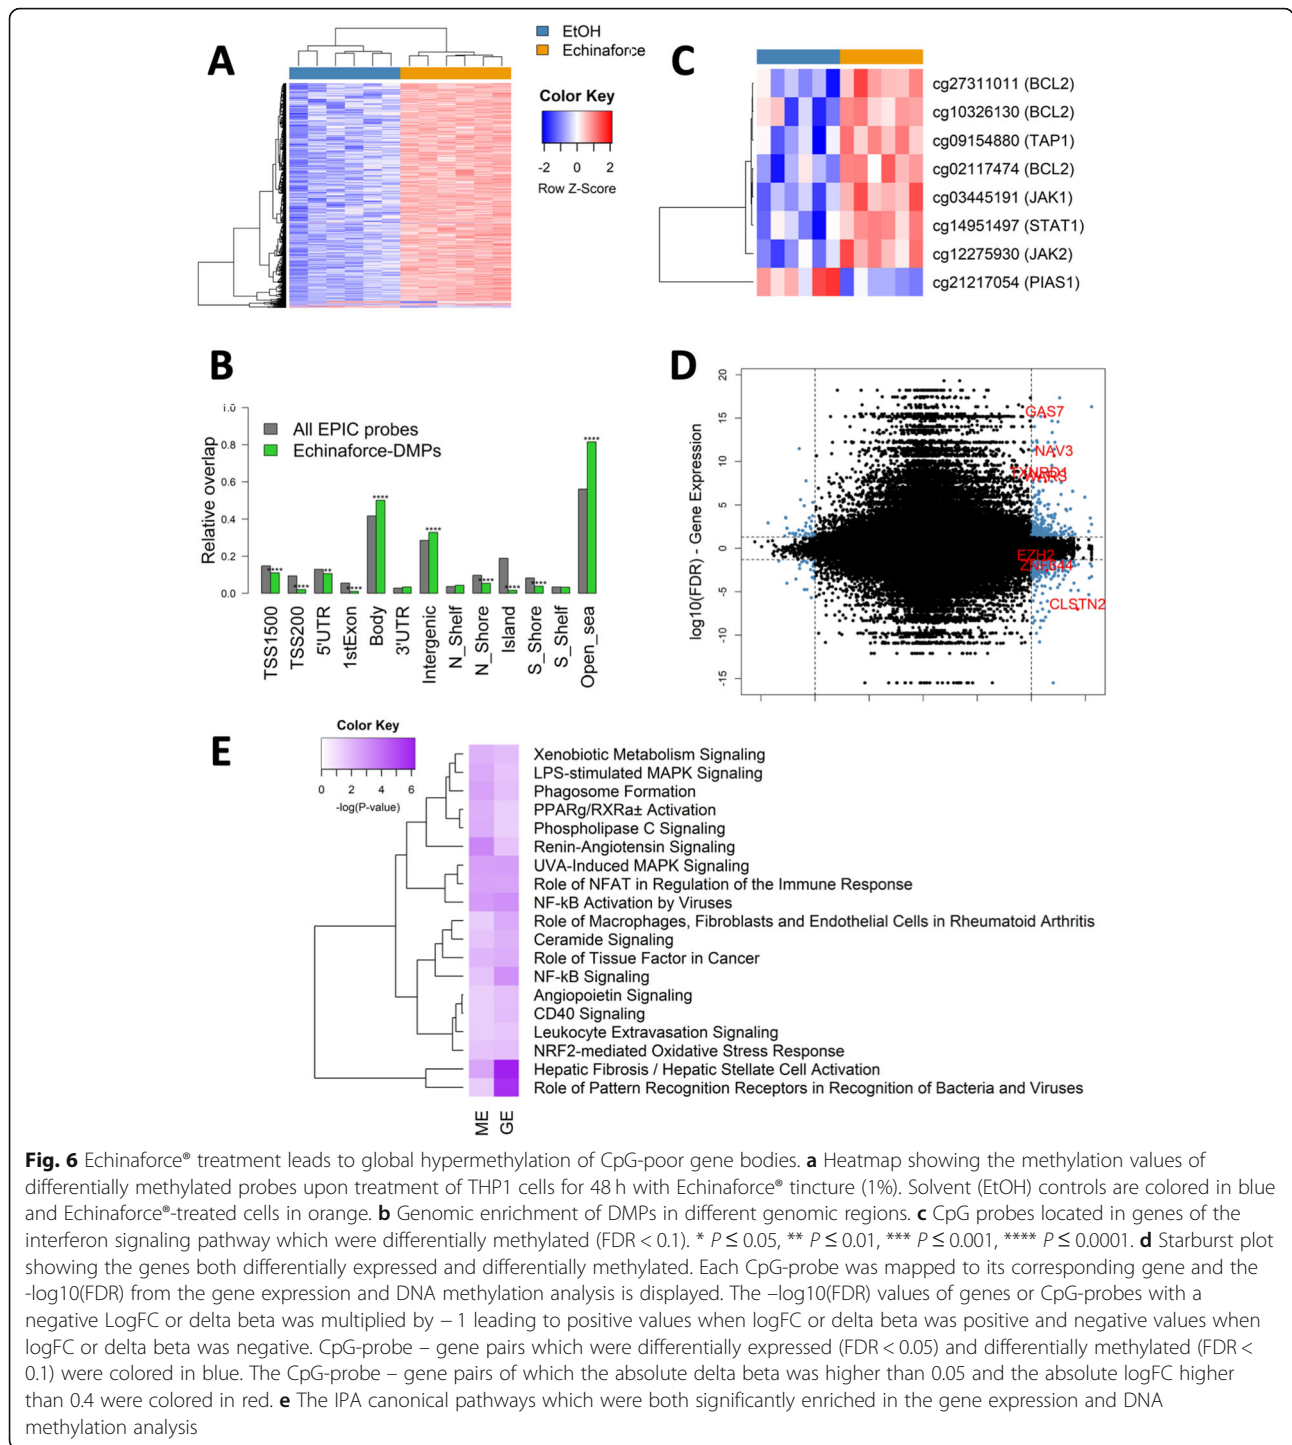 A
EtOH
Echinaforce
Color Key
-2 0 2
Row Z-Score
C
cg27311011 (BCL2)
cg10326130 (BCL2)
cg09154880 (TAP1)
cg02117474 (BCL2)
cg03445191 (JAK1)
cg14951497 (STAT1)
cg12275930 (JAK2)
cg21217054 (PIAS1)
B
Relative overlap
1.0
0.8
0.6
0.4
0.2
0.0
All EPIC probes
Echinaforce-DMPs
****
****
**
****
****
****
****
****
****
****
TSS1500
TSS200
5'UTR
1stExon
Body
3'UTR
Intergenic
N_Shelf
N_Shore
Island
S_Shore
S_Shelf
Open_sea
D
log10(FDR) - Gene Expression
20
15
10
5
0
-5
-10
-15
GAS7
NAV3
WARS
EZH2
ZNF644
CLSTN2
E
Color Key
0 2 4 6
-log(P-value)
Xenobiotic Metabolism Signaling
LPS-stimulated MAPK Signaling
Phagosome Formation
PPARg/RXRa± Activation
Phospholipase C Signaling
Renin-Angiotensin Signaling
UVA-Induced MAPK Signaling
Role of NFAT in Regulation of the Immune Response
NF-kB Activation by Viruses
Role of Macrophages, Fibroblasts and Endothelial Cells in Rheumatoid Arthritis
Ceramide Signaling
Role of Tissue Factor in Cancer
NF-kB Signaling
Angiopoietin Signaling
CD40 Signaling
Leukocyte Extravasation Signaling
NRF2-mediated Oxidative Stress Response
Hepatic Fibrosis / Hepatic Stellate Cell Activation
Role of Pattern Recognition Receptors in Recognition of Bacteria and Viruses
ME
GE
Fig. 6 Echinaforce® treatment leads to global hypermethylation of CpG-poor gene bodies. a Heatmap showing the methylation values of
differentially methylated probes upon treatment of THP1 cells for 48 h with Echinaforce® tincture (1%). Solvent (EtOH) controls are colored in blue
and Echinaforce®-treated cells in orange. b Genomic enrichment of DMPs in different genomic regions. c CpG probes located in genes of the
interferon signaling pathway which were differentially methylated (FDR < 0.1). * P ≤ 0.05, ** P ≤ 0.01, *** P ≤ 0.001, **** P ≤ 0.0001. d Starburst plot
showing the genes both differentially expressed and differentially methylated. Each CpG-probe was mapped to its corresponding gene and the
-log10(FDR) from the gene expression and DNA methylation analysis is displayed. The –log10(FDR) values of genes or CpG-probes with a
negative LogFC or delta beta was multiplied by − 1 leading to positive values when logFC or delta beta was positive and negative values when
logFC or delta beta was negative. CpG-probe – gene pairs which were differentially expressed (FDR < 0.05) and differentially methylated (FDR <
0.1) were colored in blue. The CpG-probe – gene pairs of which the absolute delta beta was higher than 0.05 and the absolute logFC higher
than 0.4 were colored in red. e The IPA canonical pathways which were both significantly enriched in the gene expression and DNA
methylation analysis